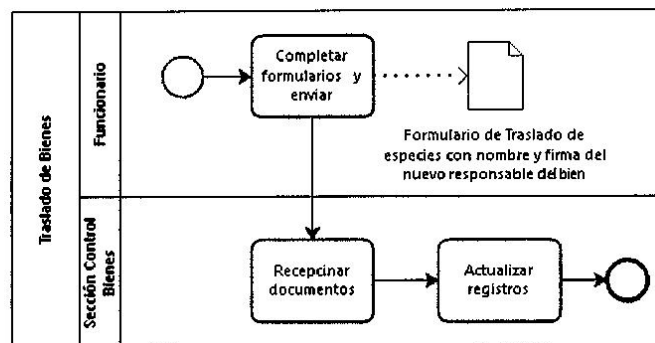 Traslado de Bienes
Funcionario
Completar
formularios y
enviar
Formulario de Traslado de
especies con nombre y firma del
nuevo responsable del bien
Sección Control
Bienes
Recepcinar
documentos
Actualizar
registros